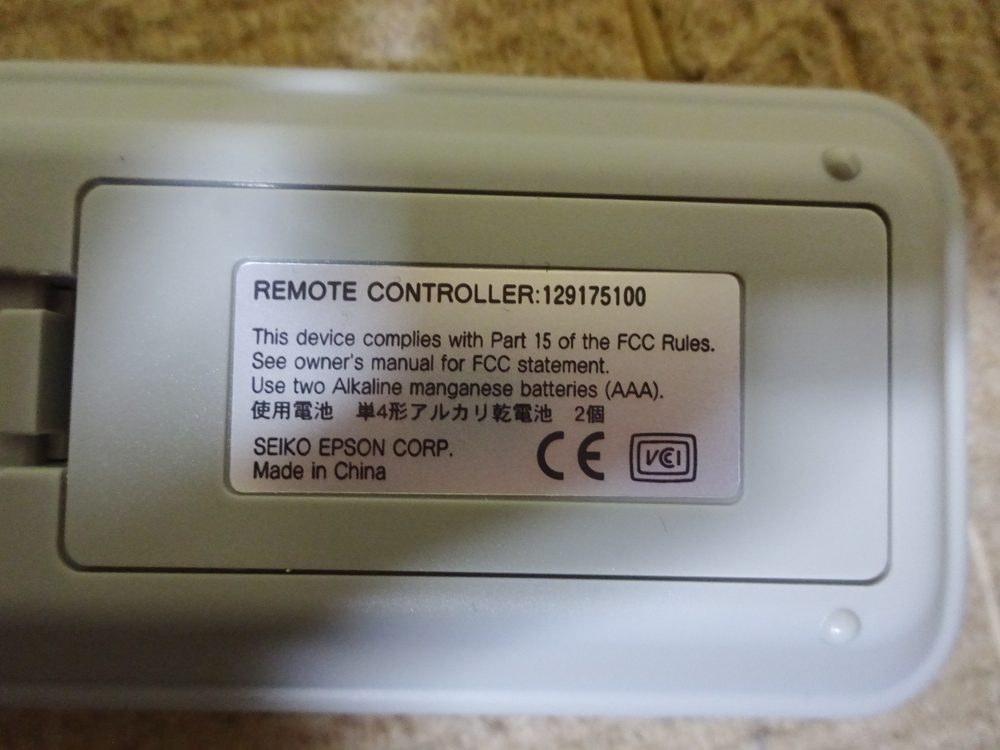 REMOTE CONTROLLER:129175100
This device complies with Part 15 of the FCC Rules.
See owner's manual for FCC statement.
Use two Alkaline manganese batteries (AAA).
使用電池　単4形アルカリ乾電池　2個
SEIKO EPSON CORP.
Made in China
CE
VCCI